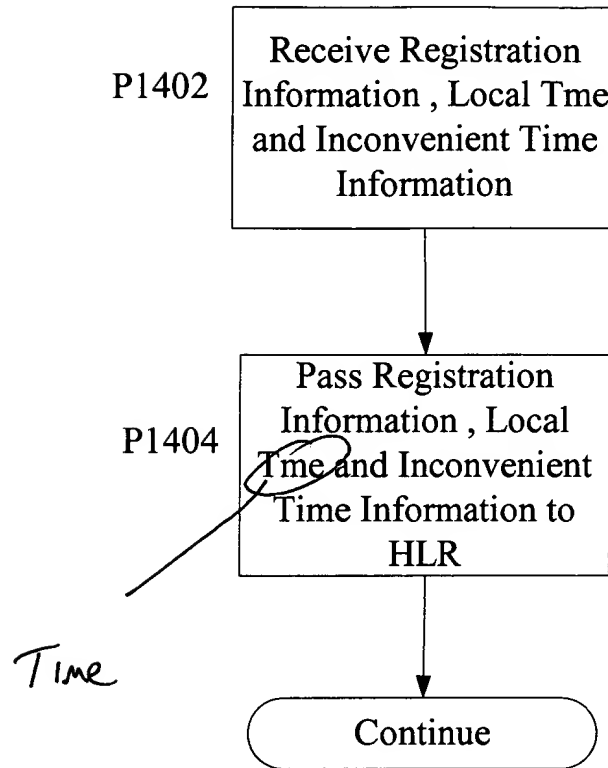 P1402
Receive Registration
Information , Local Tme
and Inconvenient Time
Information
P1404
Pass Registration
Information , Local
Tme and Inconvenient
Time Information to
HLR
Time
Continue